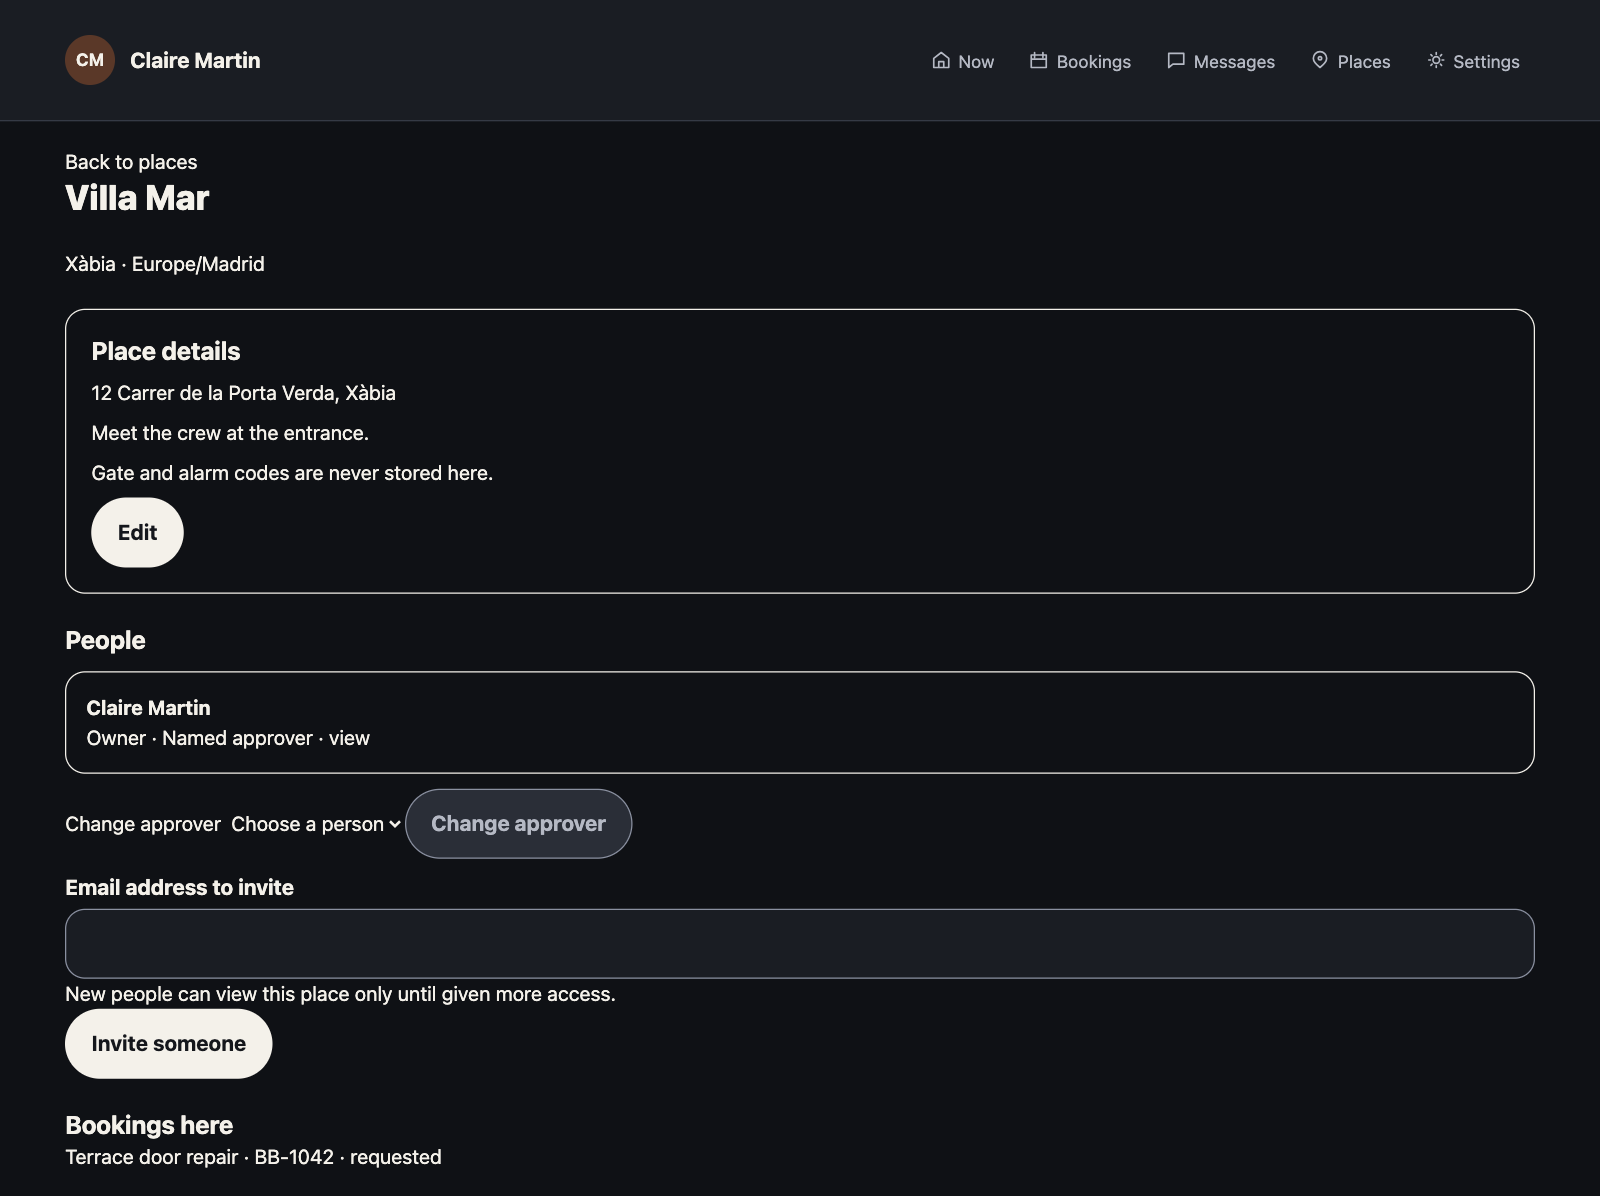 CM
Claire Martin
Now
Bookings
Messages
Places
Settings
Back to places
Villa Mar
Xàbia · Europe/Madrid
Place details
12 Carrer de la Porta Verda, Xàbia
Meet the crew at the entrance.
Gate and alarm codes are never stored here.
Edit
People
Claire Martin
Owner · Named approver · view
Change approver Choose a person Change approver
Email address to invite
New people can view this place only until given more access.
Invite someone
Bookings here
Terrace door repair · BB-1042 · requested